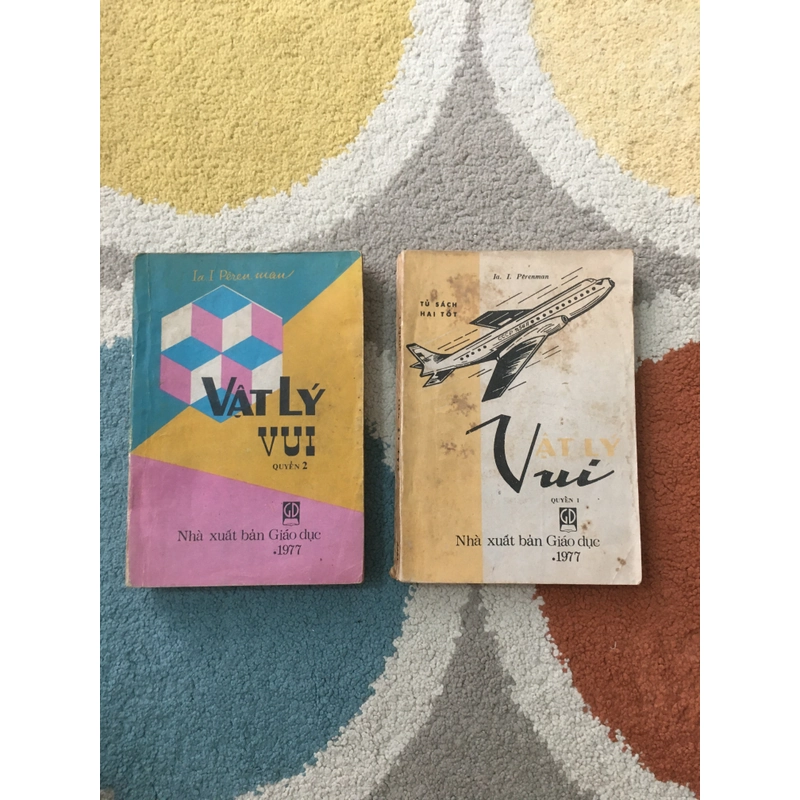 Ia. I Pêren man
VẬT LÝ
VUI
QUYỂN 2
GD
Nhà xuất bản Giáo dục
.1977
Ia. I. Pêrenman
TỦ SÁCH
HAI TỐT
VẬT LÝ
Vui
QUYỂN 1
GD
Nhà xuất bản Giáo dục
.1977